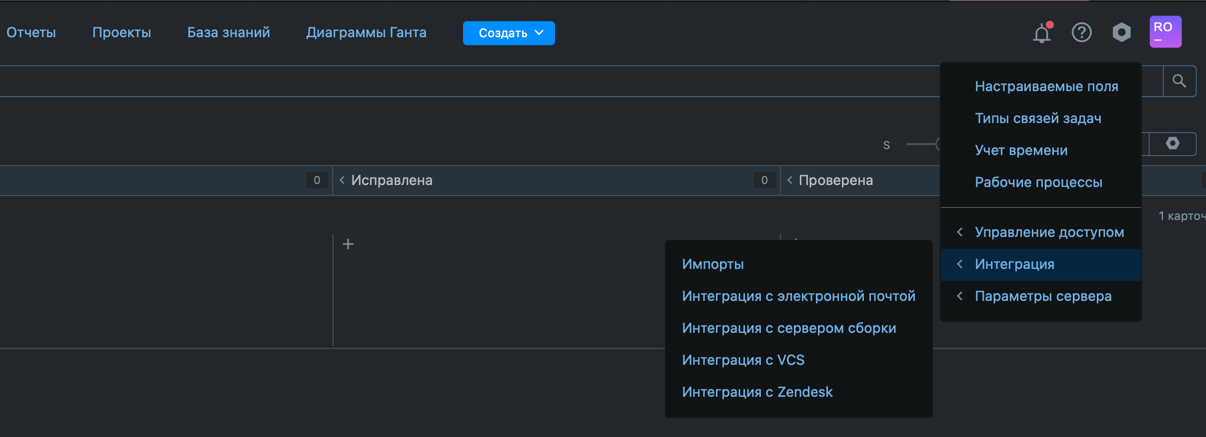 Отчеты
Проекты
База знаний
Диаграммы Ганта
Создать
RO
Настраиваемые поля
Типы связей задач
Учет времени
Рабочие процессы
S
0
Исправлена
0
Проверена
1 карточ
Управление доступом
Интеграция
Параметры сервера
Импорты
Интеграция с электронной почтой
Интеграция с сервером сборки
Интеграция с VCS
Интеграция с Zendesk